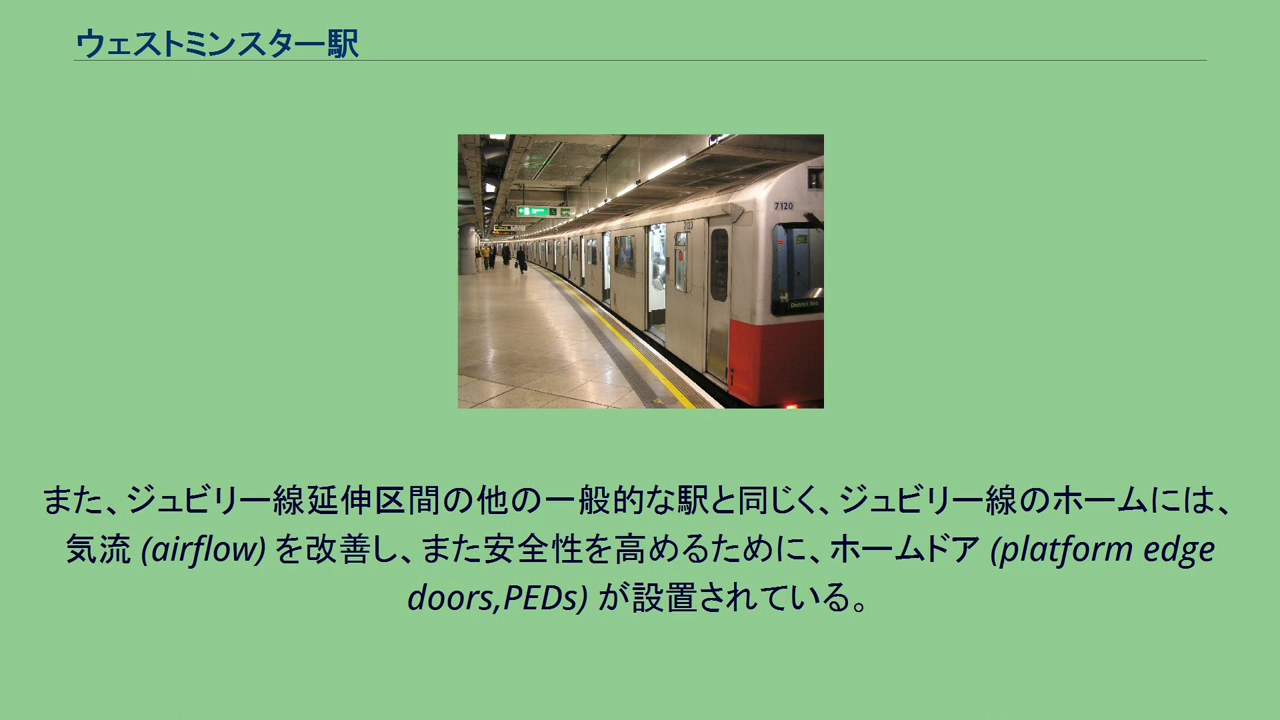 ウェストミンスター駅
7120
また、ジュビリー線延伸区間の他の一般的な駅と同じく、ジュビリー線のホームには、
気流 (airflow) を改善し、また安全性を高めるために、ホームドア (platform edge
doors,PEDs) が設置されている。